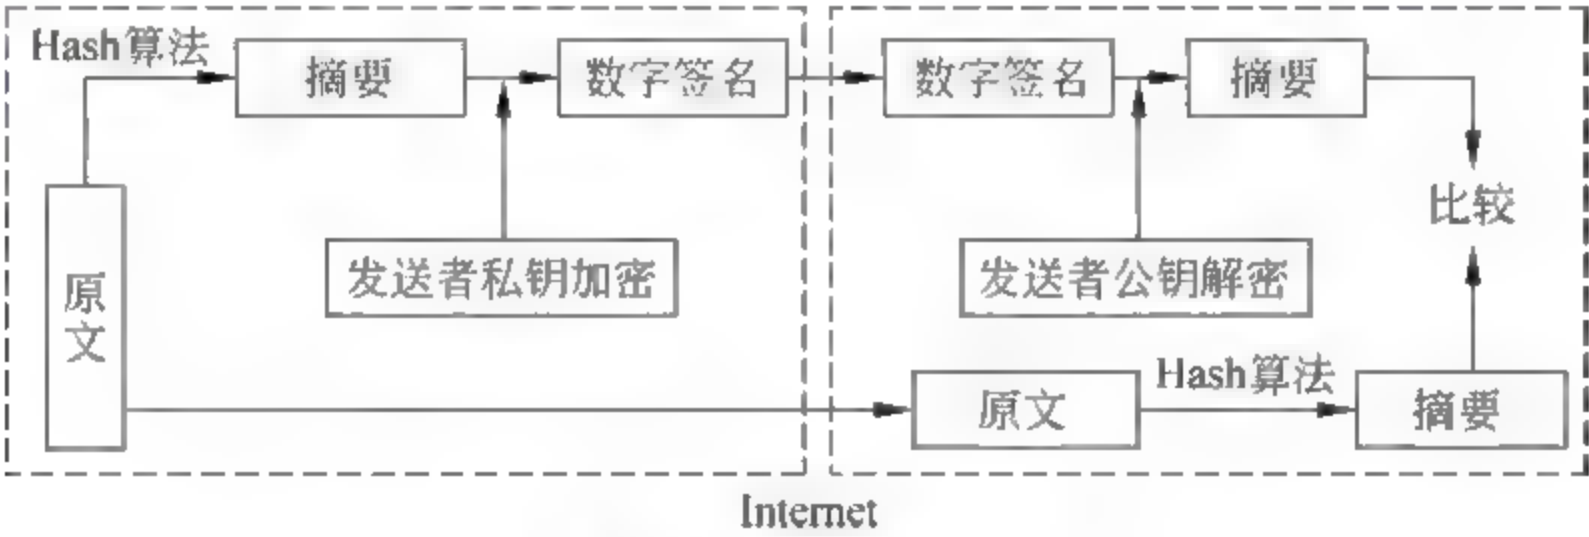 Hash算法
摘要
数字签名
数字签名
摘要
比较
原文
发送者私钥加密
发送者公钥解密
原文
Hash算法
摘要
Internet